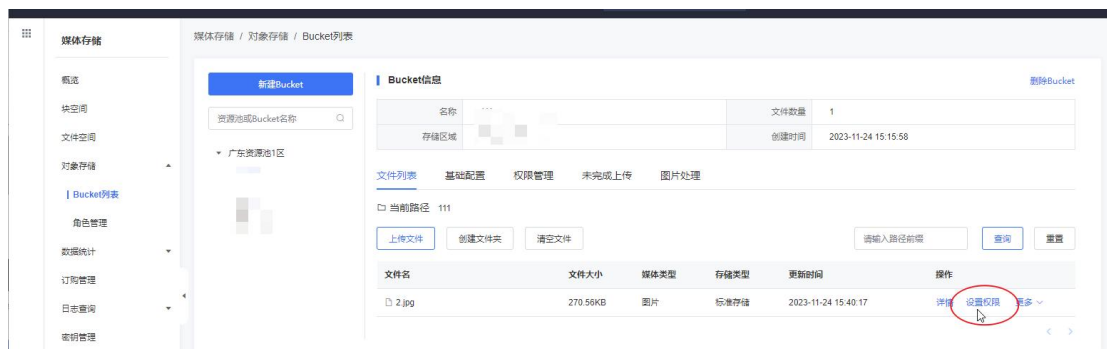 媒体存储
媒体存储 / 对象存储 / Bucket列表
概览
块空间
文件空间
对象存储
Bucket列表
角色管理
数据统计
订购管理
日志查询
密钥管理
新建Bucket
资源池或Bucket名称
广东资源池1区
Bucket信息
删除Bucket
名称
文件数量 1
存储区域
创建时间 2023-11-24 15:15:58
文件列表 基础配置 权限管理 未完成上传 图片处理
当前路径 111
上传文件 创建文件夹 清空文件 请输入路径前缀 查询 重置
文件名 文件大小 媒体类型 存储类型 更新时间 操作
2.jpg 270.56KB 图片 标准存储 2023-11-24 15:40:17 详情 设置权限 更多